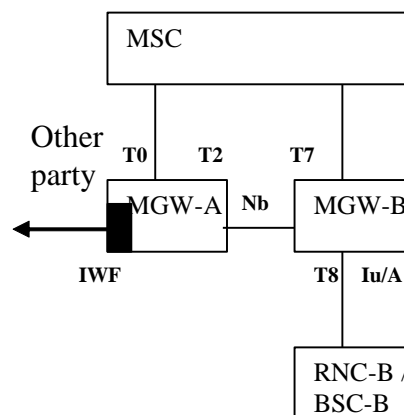 MSC
Other
party
T0
T2
T7
MGW-A
Nb
MGW-B
IWF
T8
Iu/A
RNC-B /
BSC-B